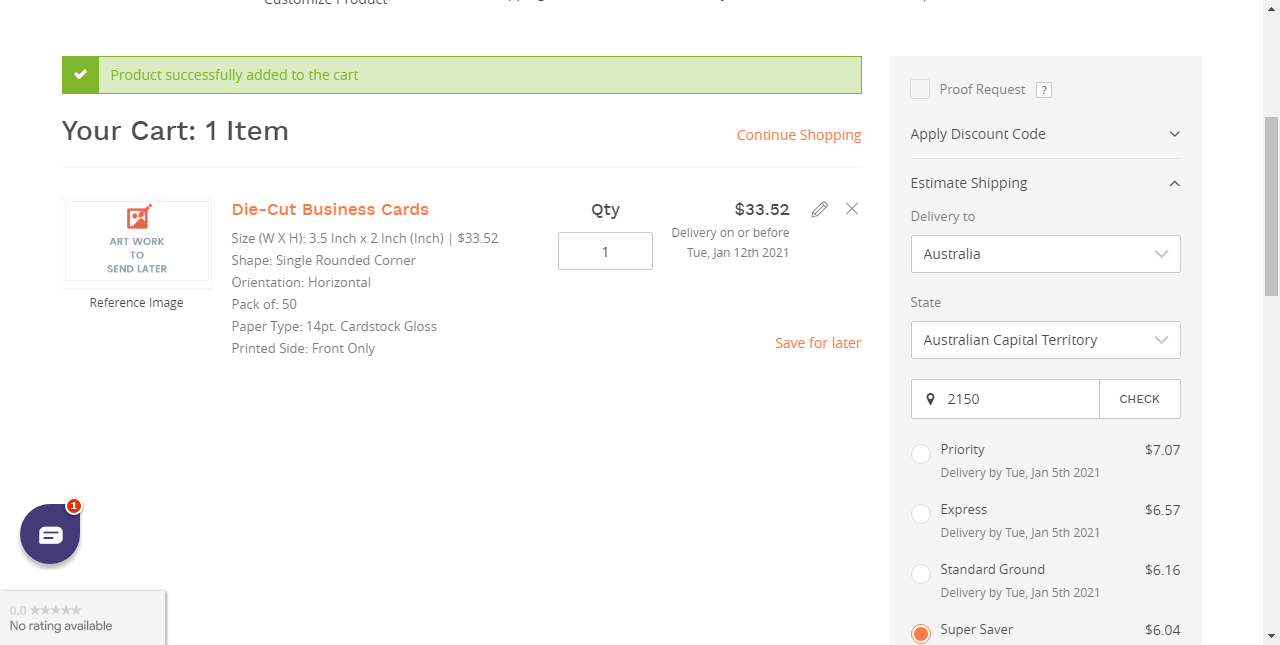 Customize Product
Product successfully added to the cart
Your Cart: 1 Item
Continue Shopping
ART WORK
TO
SEND LATER
Reference Image
Die-Cut Business Cards
Size (W X H): 3.5 Inch x 2 Inch (Inch) | $33.52
Shape: Single Rounded Corner
Orientation: Horizontal
Pack of: 50
Paper Type: 14pt. Cardstock Gloss
Printed Side: Front Only
Qty
1
$33.52
Delivery on or before
Tue, Jan 12th 2021
Save for later
Proof Request ?
Apply Discount Code
Estimate Shipping
Delivery to
Australia
State
Australian Capital Territory
2150 CHECK
Priority $7.07
Delivery by Tue, Jan 5th 2021
Express $6.57
Delivery by Tue, Jan 5th 2021
Standard Ground $6.16
Delivery by Tue, Jan 5th 2021
Super Saver $6.04
1
0.0
No rating available